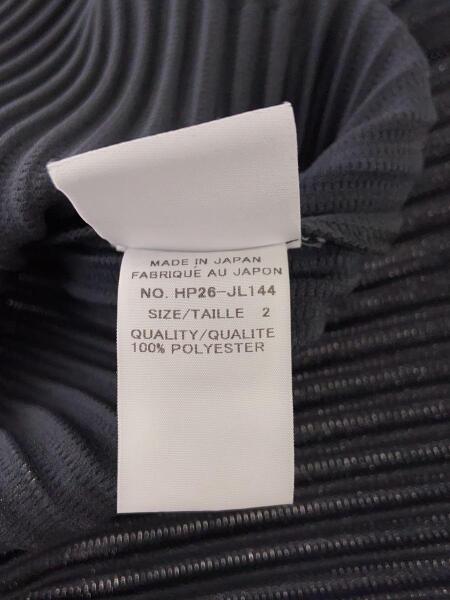 MADE IN JAPAN
FABRIQUE AU JAPON
NO. HP26-JL144
SIZE/TAILLE 2
QUALITY/QUALITE
100% POLYESTER